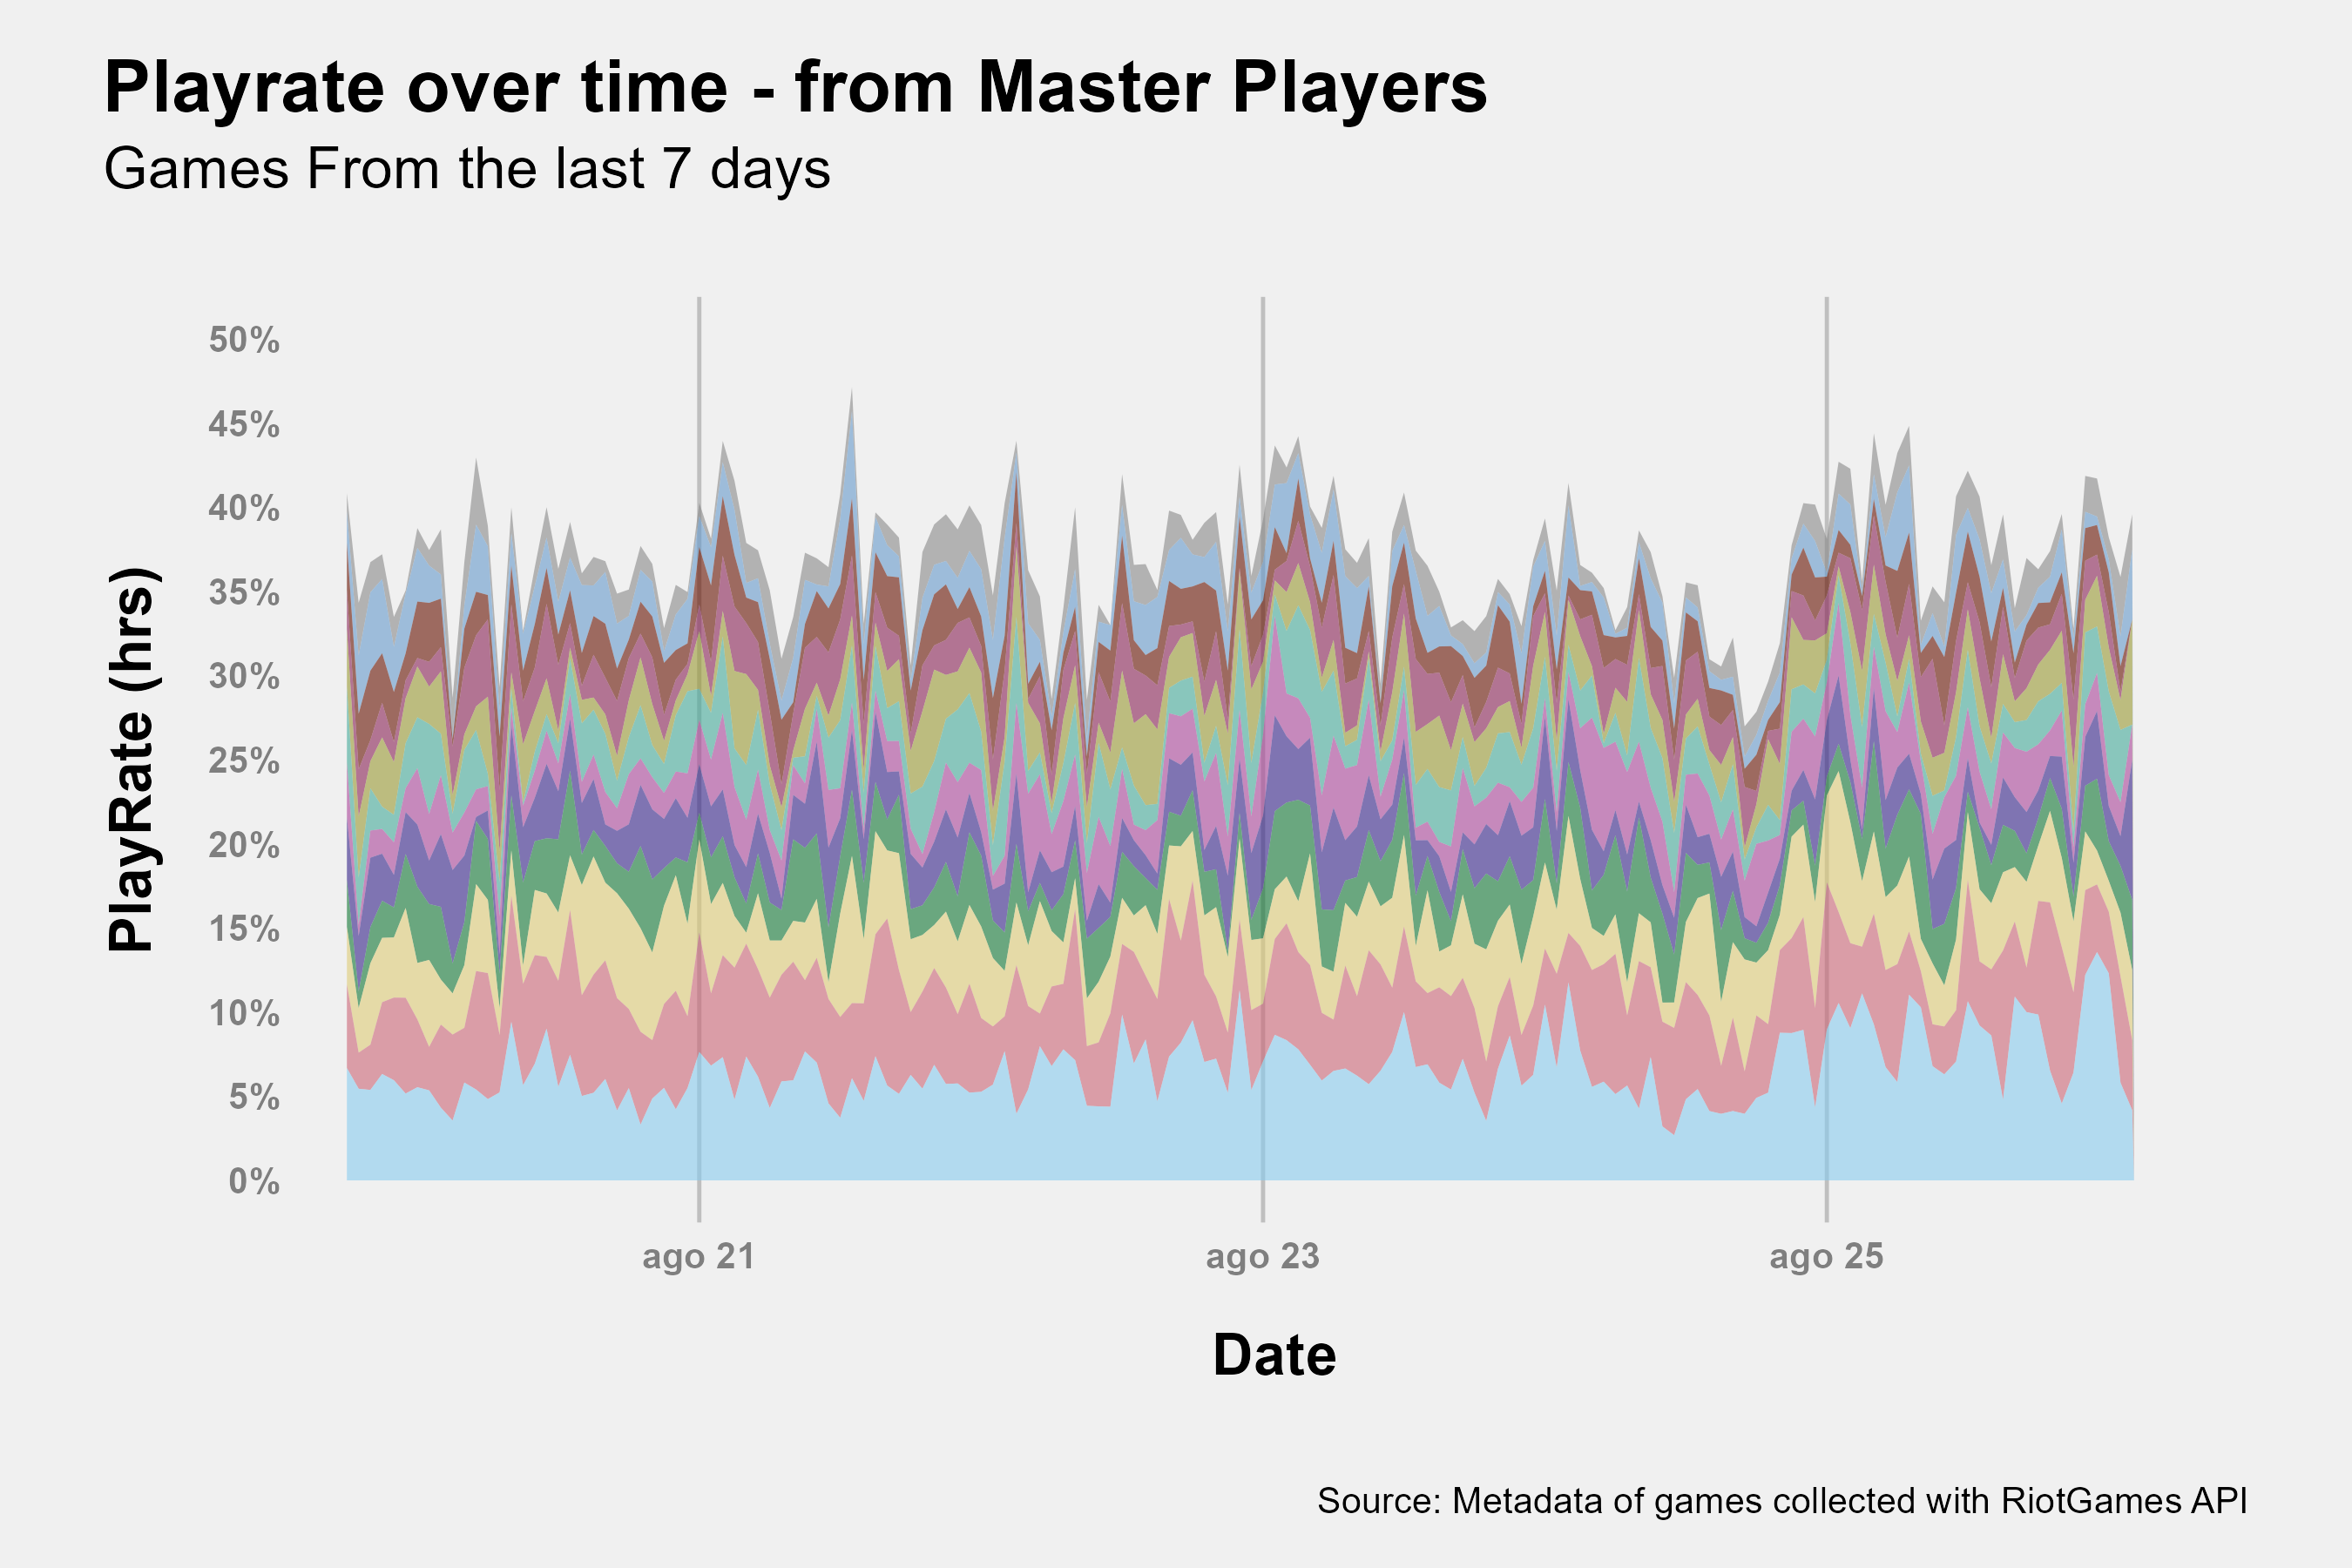 Playrate over time - from Master Players
Games From the last 7 days
PlayRate (hrs)
50%
45%
40%
35%
30%
25%
20%
15%
10%
5%
0%
ago 21
ago 23
ago 25
Date
Source: Metadata of games collected with RiotGames API